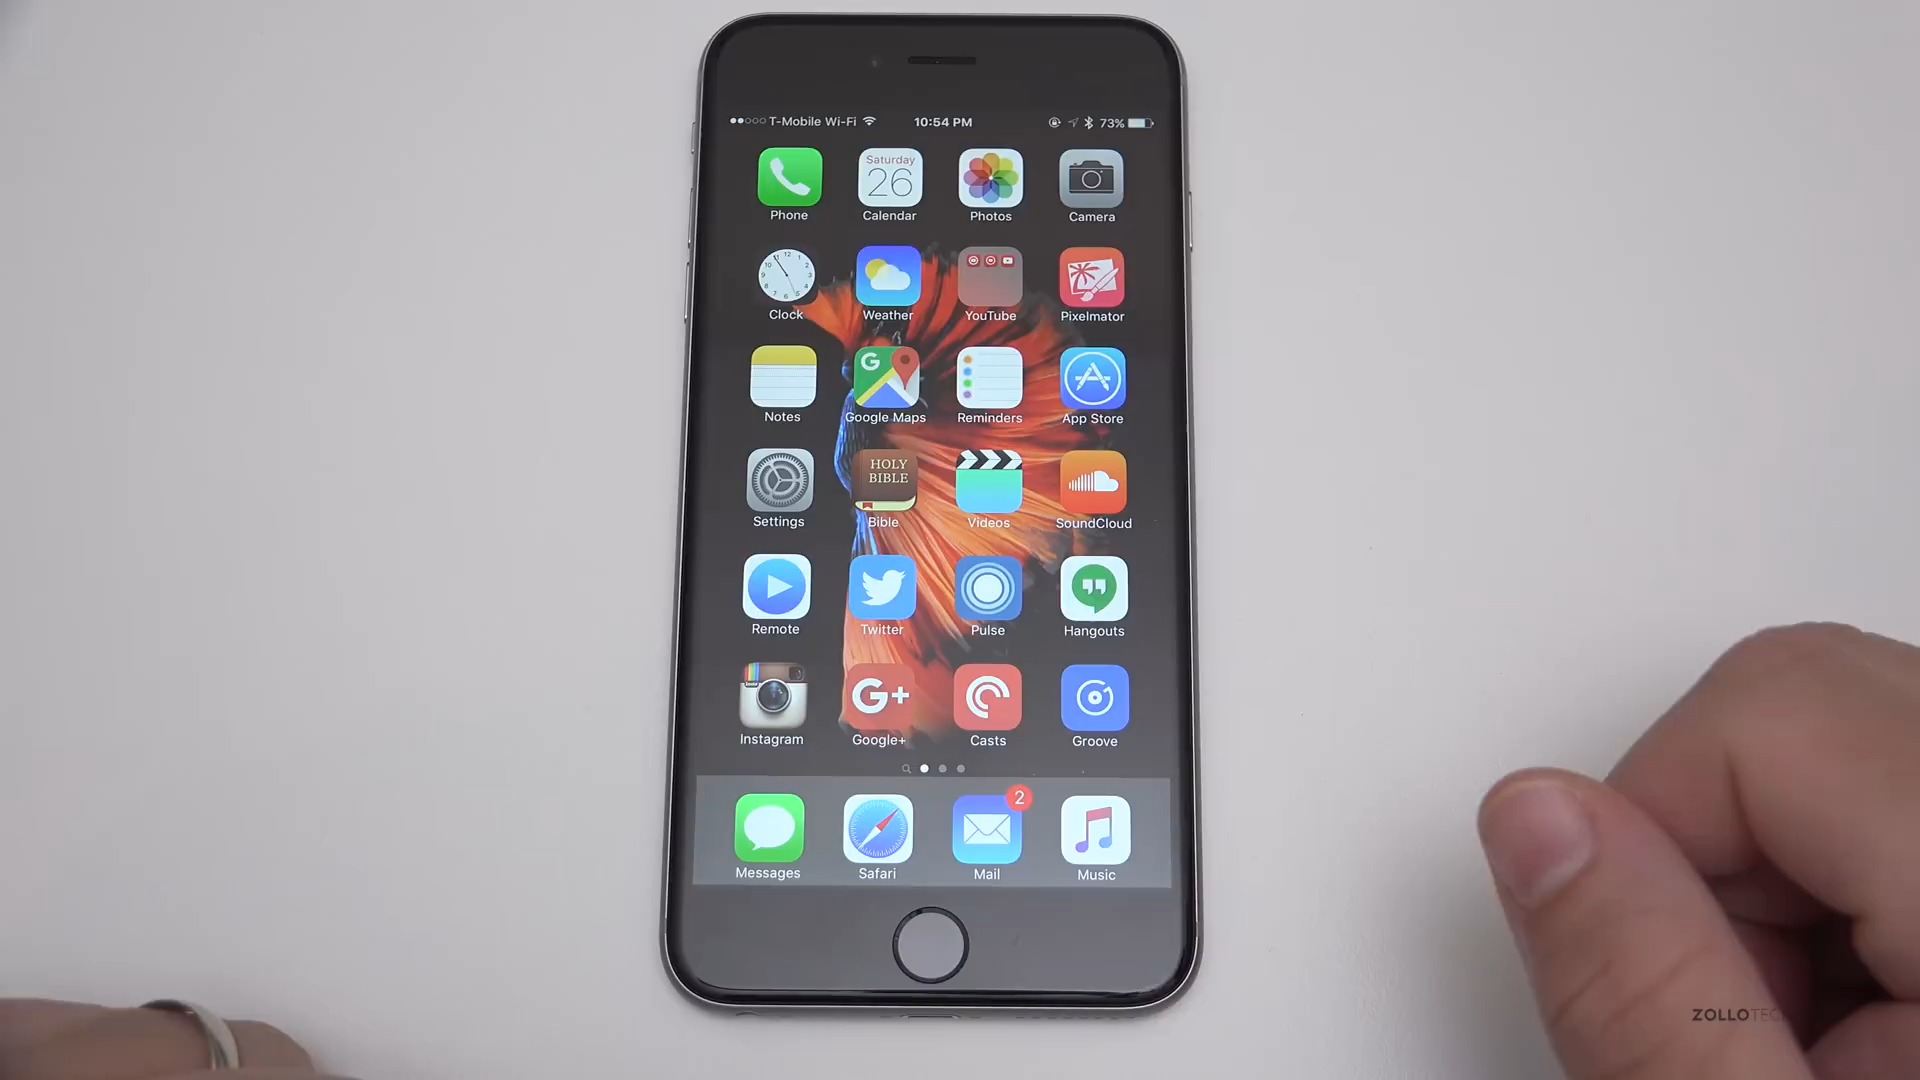 T-Mobile Wi-Fi 10:54 PM 73%
Saturday
26
Phone Calendar Photos Camera
Clock Weather YouTube Pixelmator
G
Notes Google Maps Reminders App Store
HOLY
BIBLE
Settings Bible Videos SoundCloud
Remote Twitter Pulse Hangouts
G+
Instagram Google+ Casts Groove
2
Messages Safari Mail Music
ZOLLOTECH